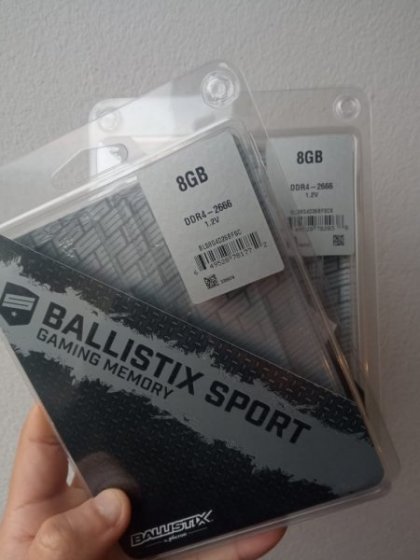 8GB
DDR4-2666
1.2V
8GB
DDR4-2666
1.2V
BALLISTIX SPORT
GAMING MEMORY
BALLISTIX